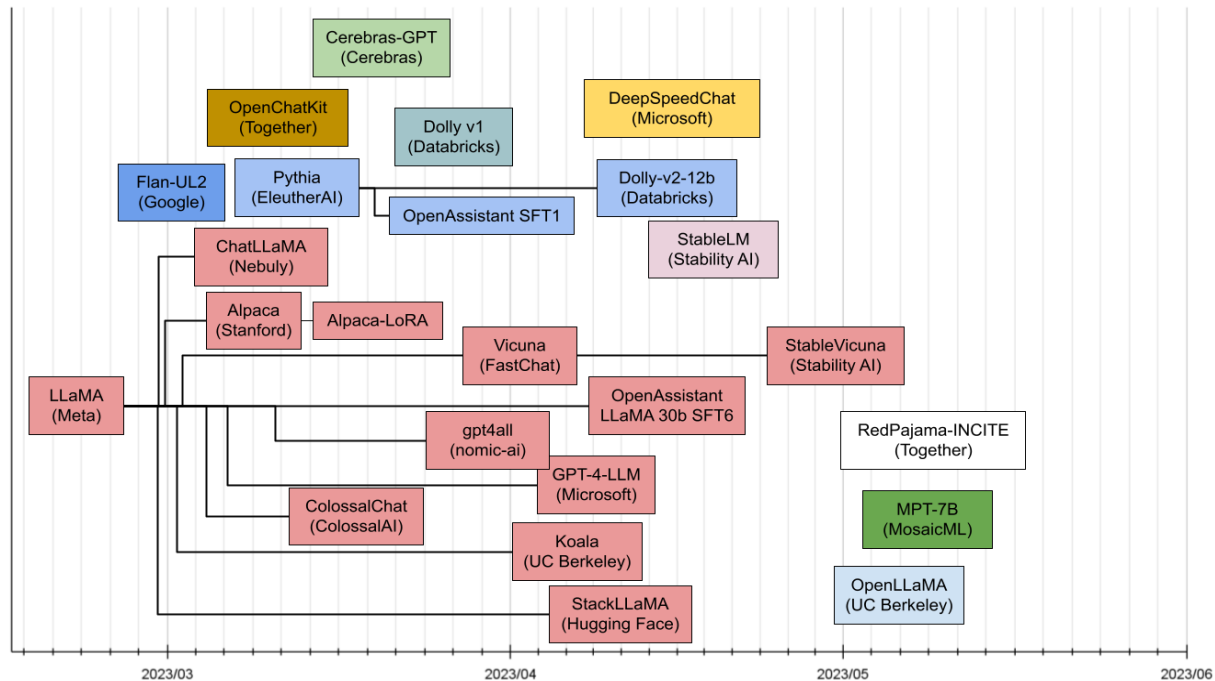 Cerebras-GPT
(Cerebras)
OpenChatKit
(Together)
DeepSpeedChat
(Microsoft)
Dolly v1
(Databricks)
Flan-UL2
(Google)
Pythia
(EleutherAI)
Dolly-v2-12b
(Databricks)
OpenAssistant SFT1
ChatLLaMA
(Nebuly)
StableLM
(Stability AI)
Alpaca
(Stanford)
Alpaca-LoRA
Vicuna
(FastChat)
StableVicuna
(Stability AI)
LLaMA
(Meta)
OpenAssistant
LLaMA 30b SFT6
gpt4all
(nomic-ai)
RedPajama-INCITE
(Together)
GPT-4-LLM
(Microsoft)
ColossalChat
(ColossalAI)
MPT-7B
(MosaicML)
Koala
(UC Berkeley)
OpenLLaMA
(UC Berkeley)
StackLLaMA
(Hugging Face)
2023/03
2023/04
2023/05
2023/06